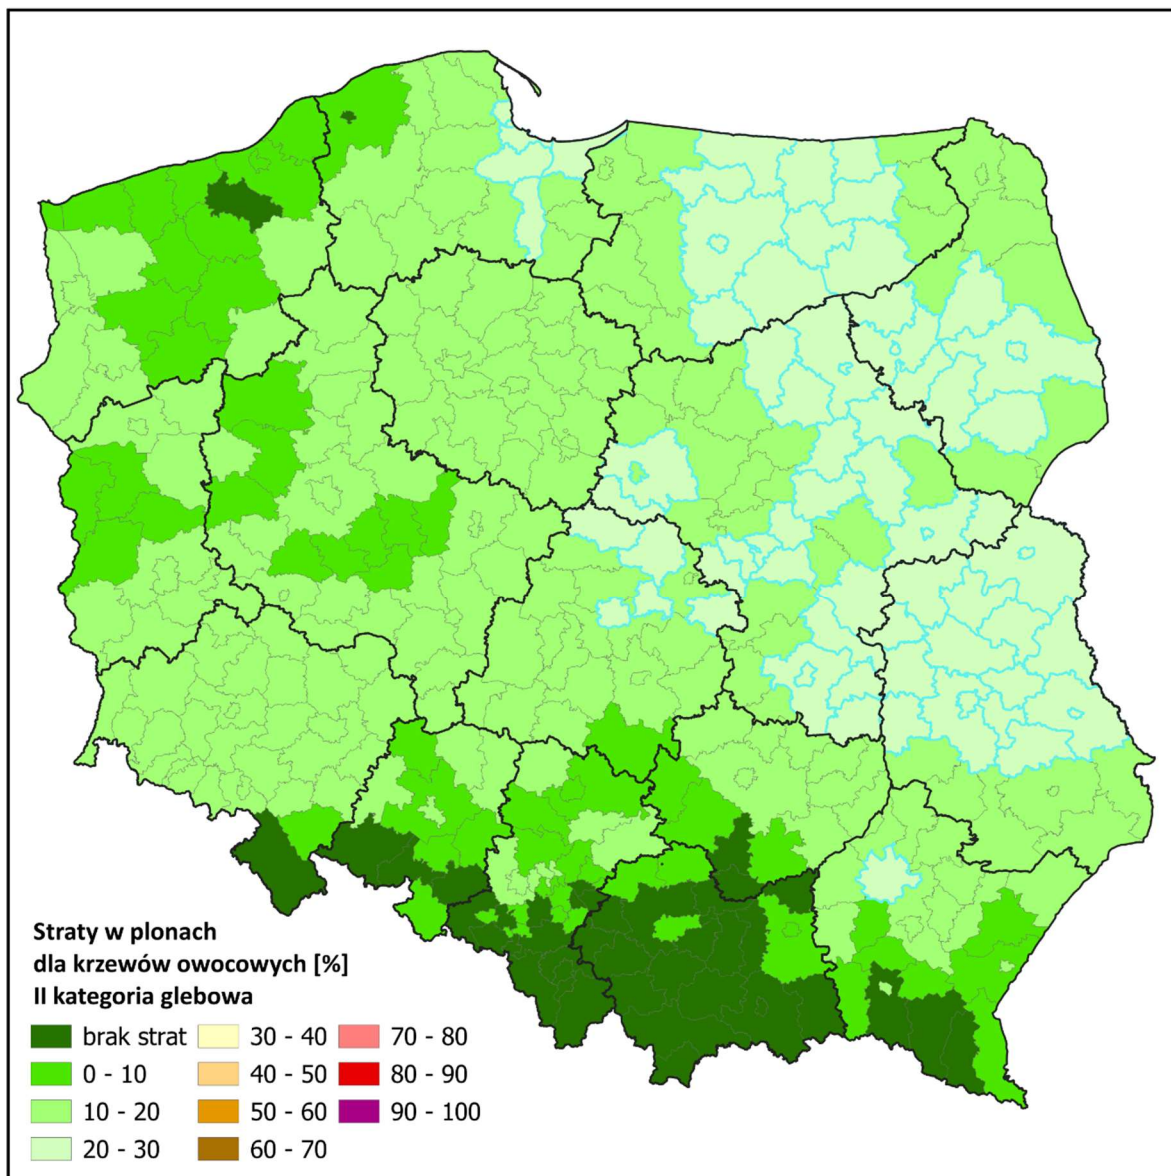 Straty w plonach
dla krzewów owocowych [%]
II kategoria glebowa
brak strat 30 - 40 70 - 80
0 - 10 40 - 50 80 - 90
10 - 20 50 - 60 90 - 100
20 - 30 60 - 70